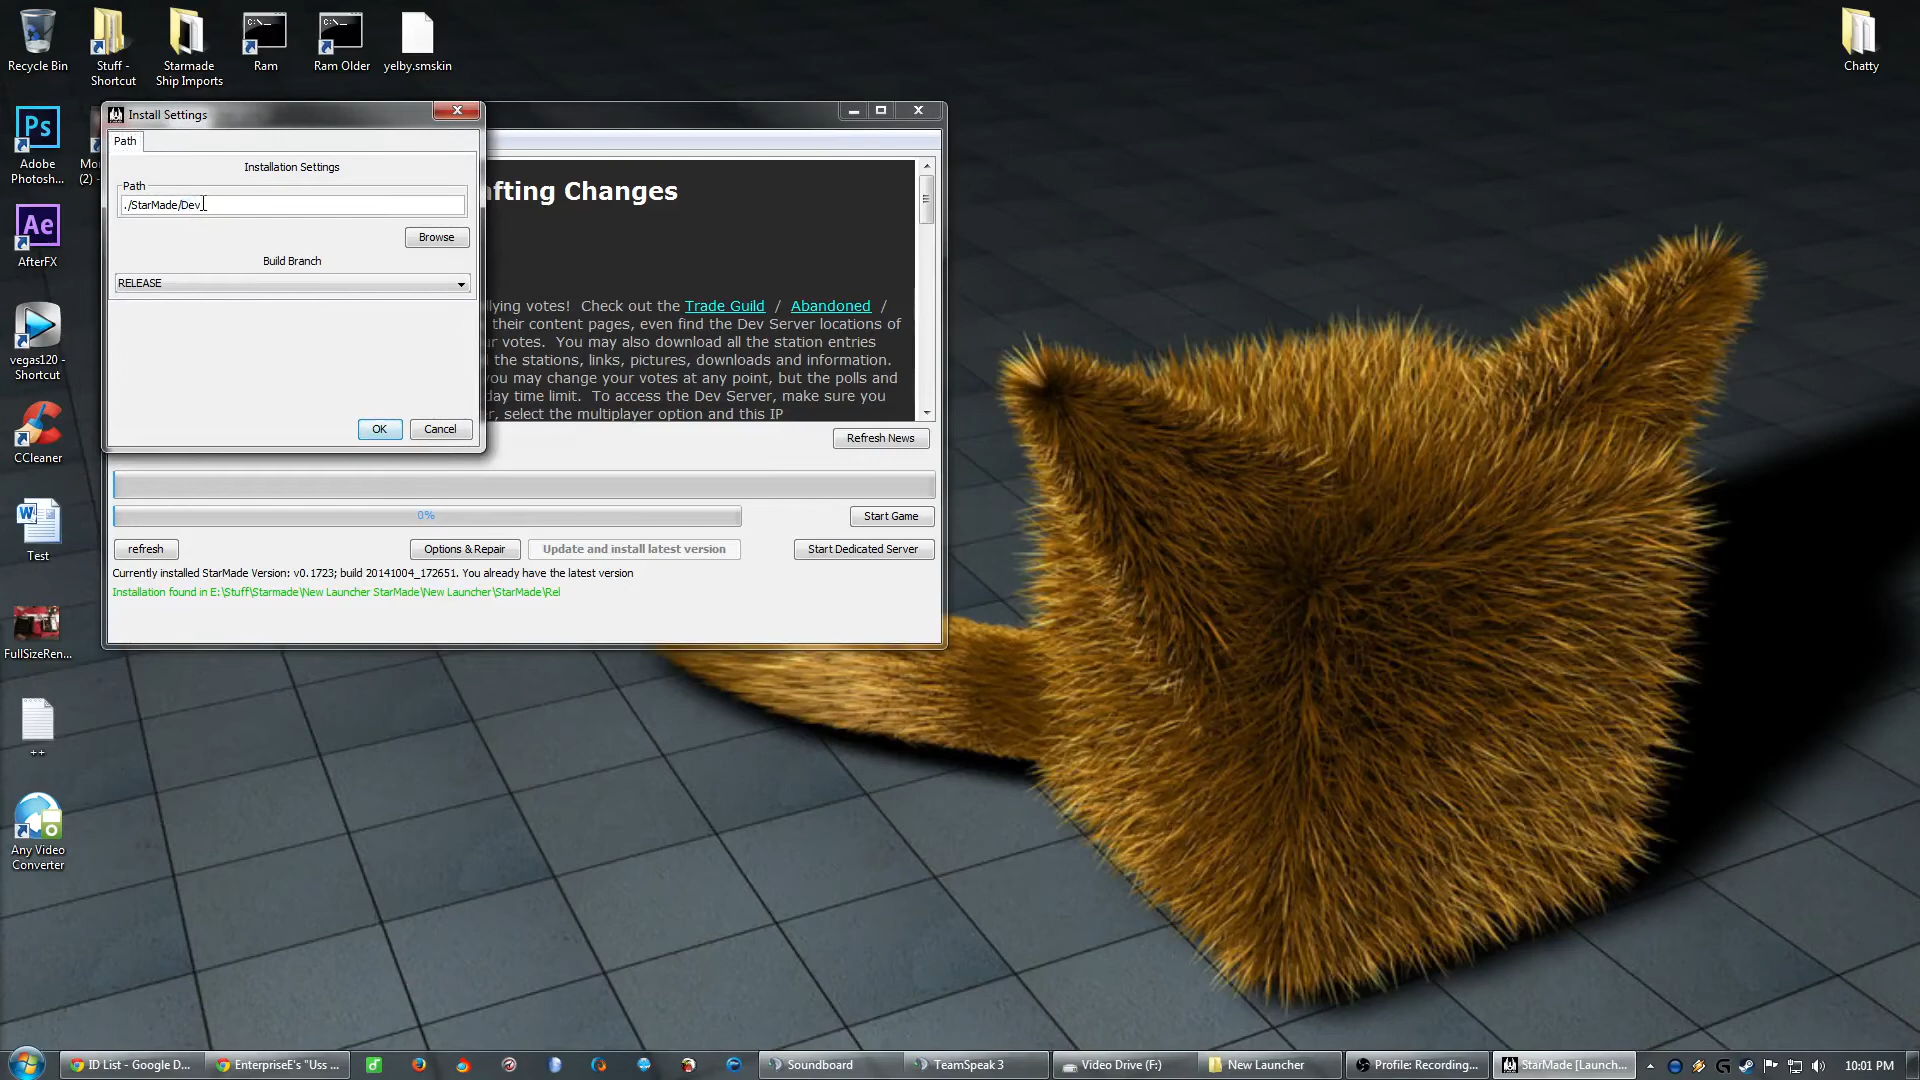 Recycle Bin
Stuff -
Shortcut
Starmade
Ship Imports
Ram
Ram Older
yelby.smskin
Chatty
Adobe
Photosh...
Mo
(2) -
AfterFX
vegas120 -
Shortcut
CCleaner
Test
FullSizeRen...
++
Any Video
Converter
Install Settings
Path
Installation Settings
Path
./StarMade/Dev
Browse
Build Branch
RELEASE
OK
Cancel
fting Changes
llying votes! Check out the Trade Guild / Abandoned /
their content pages, even find the Dev Server locations of
r votes. You may also download all the station entries
the stations, links, pictures, downloads and information.
you may change your votes at any point, but the polls and
day time limit. To access the Dev Server, make sure you
r, select the multiplayer option and this IP
Refresh News
0%
Start Game
refresh
Options & Repair
Update and install latest version
Start Dedicated Server
Currently installed StarMade Version: v0.1723; build 20141004_172651. You already have the latest version
Installation found in E:\Stuff\Starmade\New Launcher StarMade\New Launcher\StarMade\Rel
ID List - Google D...
EnterpriseE's "Uss ...
Soundboard
TeamSpeak 3
Video Drive (F:)
New Launcher
Profile: Recording...
StarMade [Launch...
10:01 PM